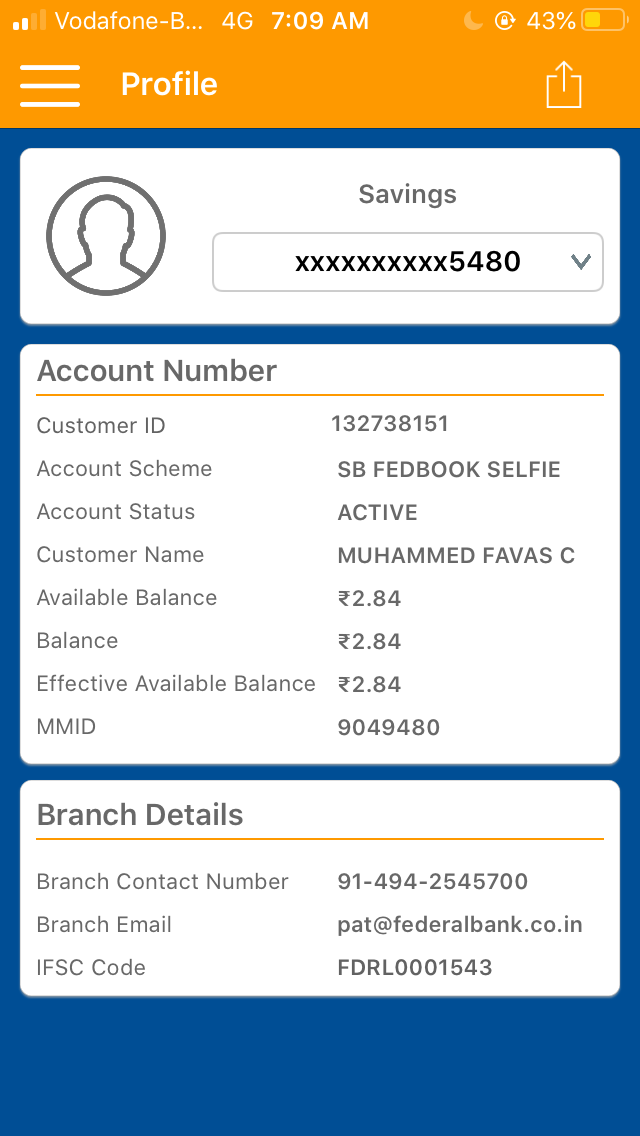 Vodafone-B... 4G 7:09 AM 43%
Profile
Savings
xxxxxxxxxx5480
Account Number
Customer ID 132738151
Account Scheme SB FEDBOOK SELFIE
Account Status ACTIVE
Customer Name MUHAMMED FAVAS C
Available Balance ₹2.84
Balance ₹2.84
Effective Available Balance ₹2.84
MMID 9049480
Branch Details
Branch Contact Number 91-494-2545700
Branch Email pat@federalbank.co.in
IFSC Code FDRL0001543